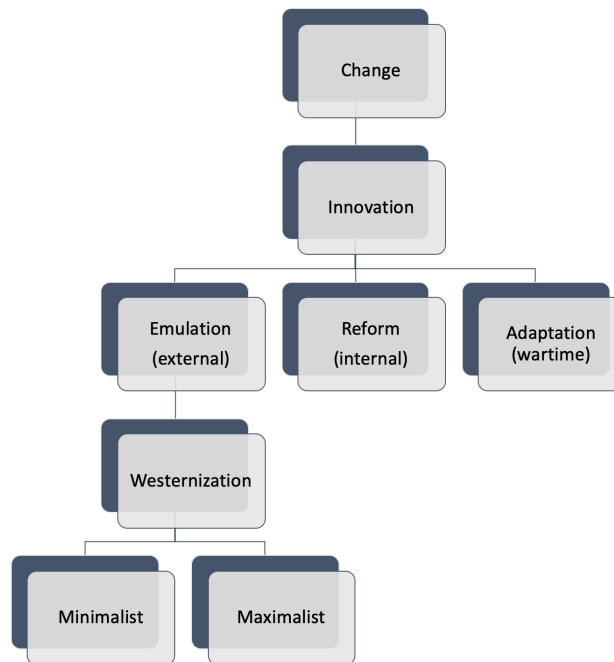 Change
Innovation
Emulation
(external)
Reform
(internal)
Adaptation
(wartime)
Westernization
Minimalist
Maximalist